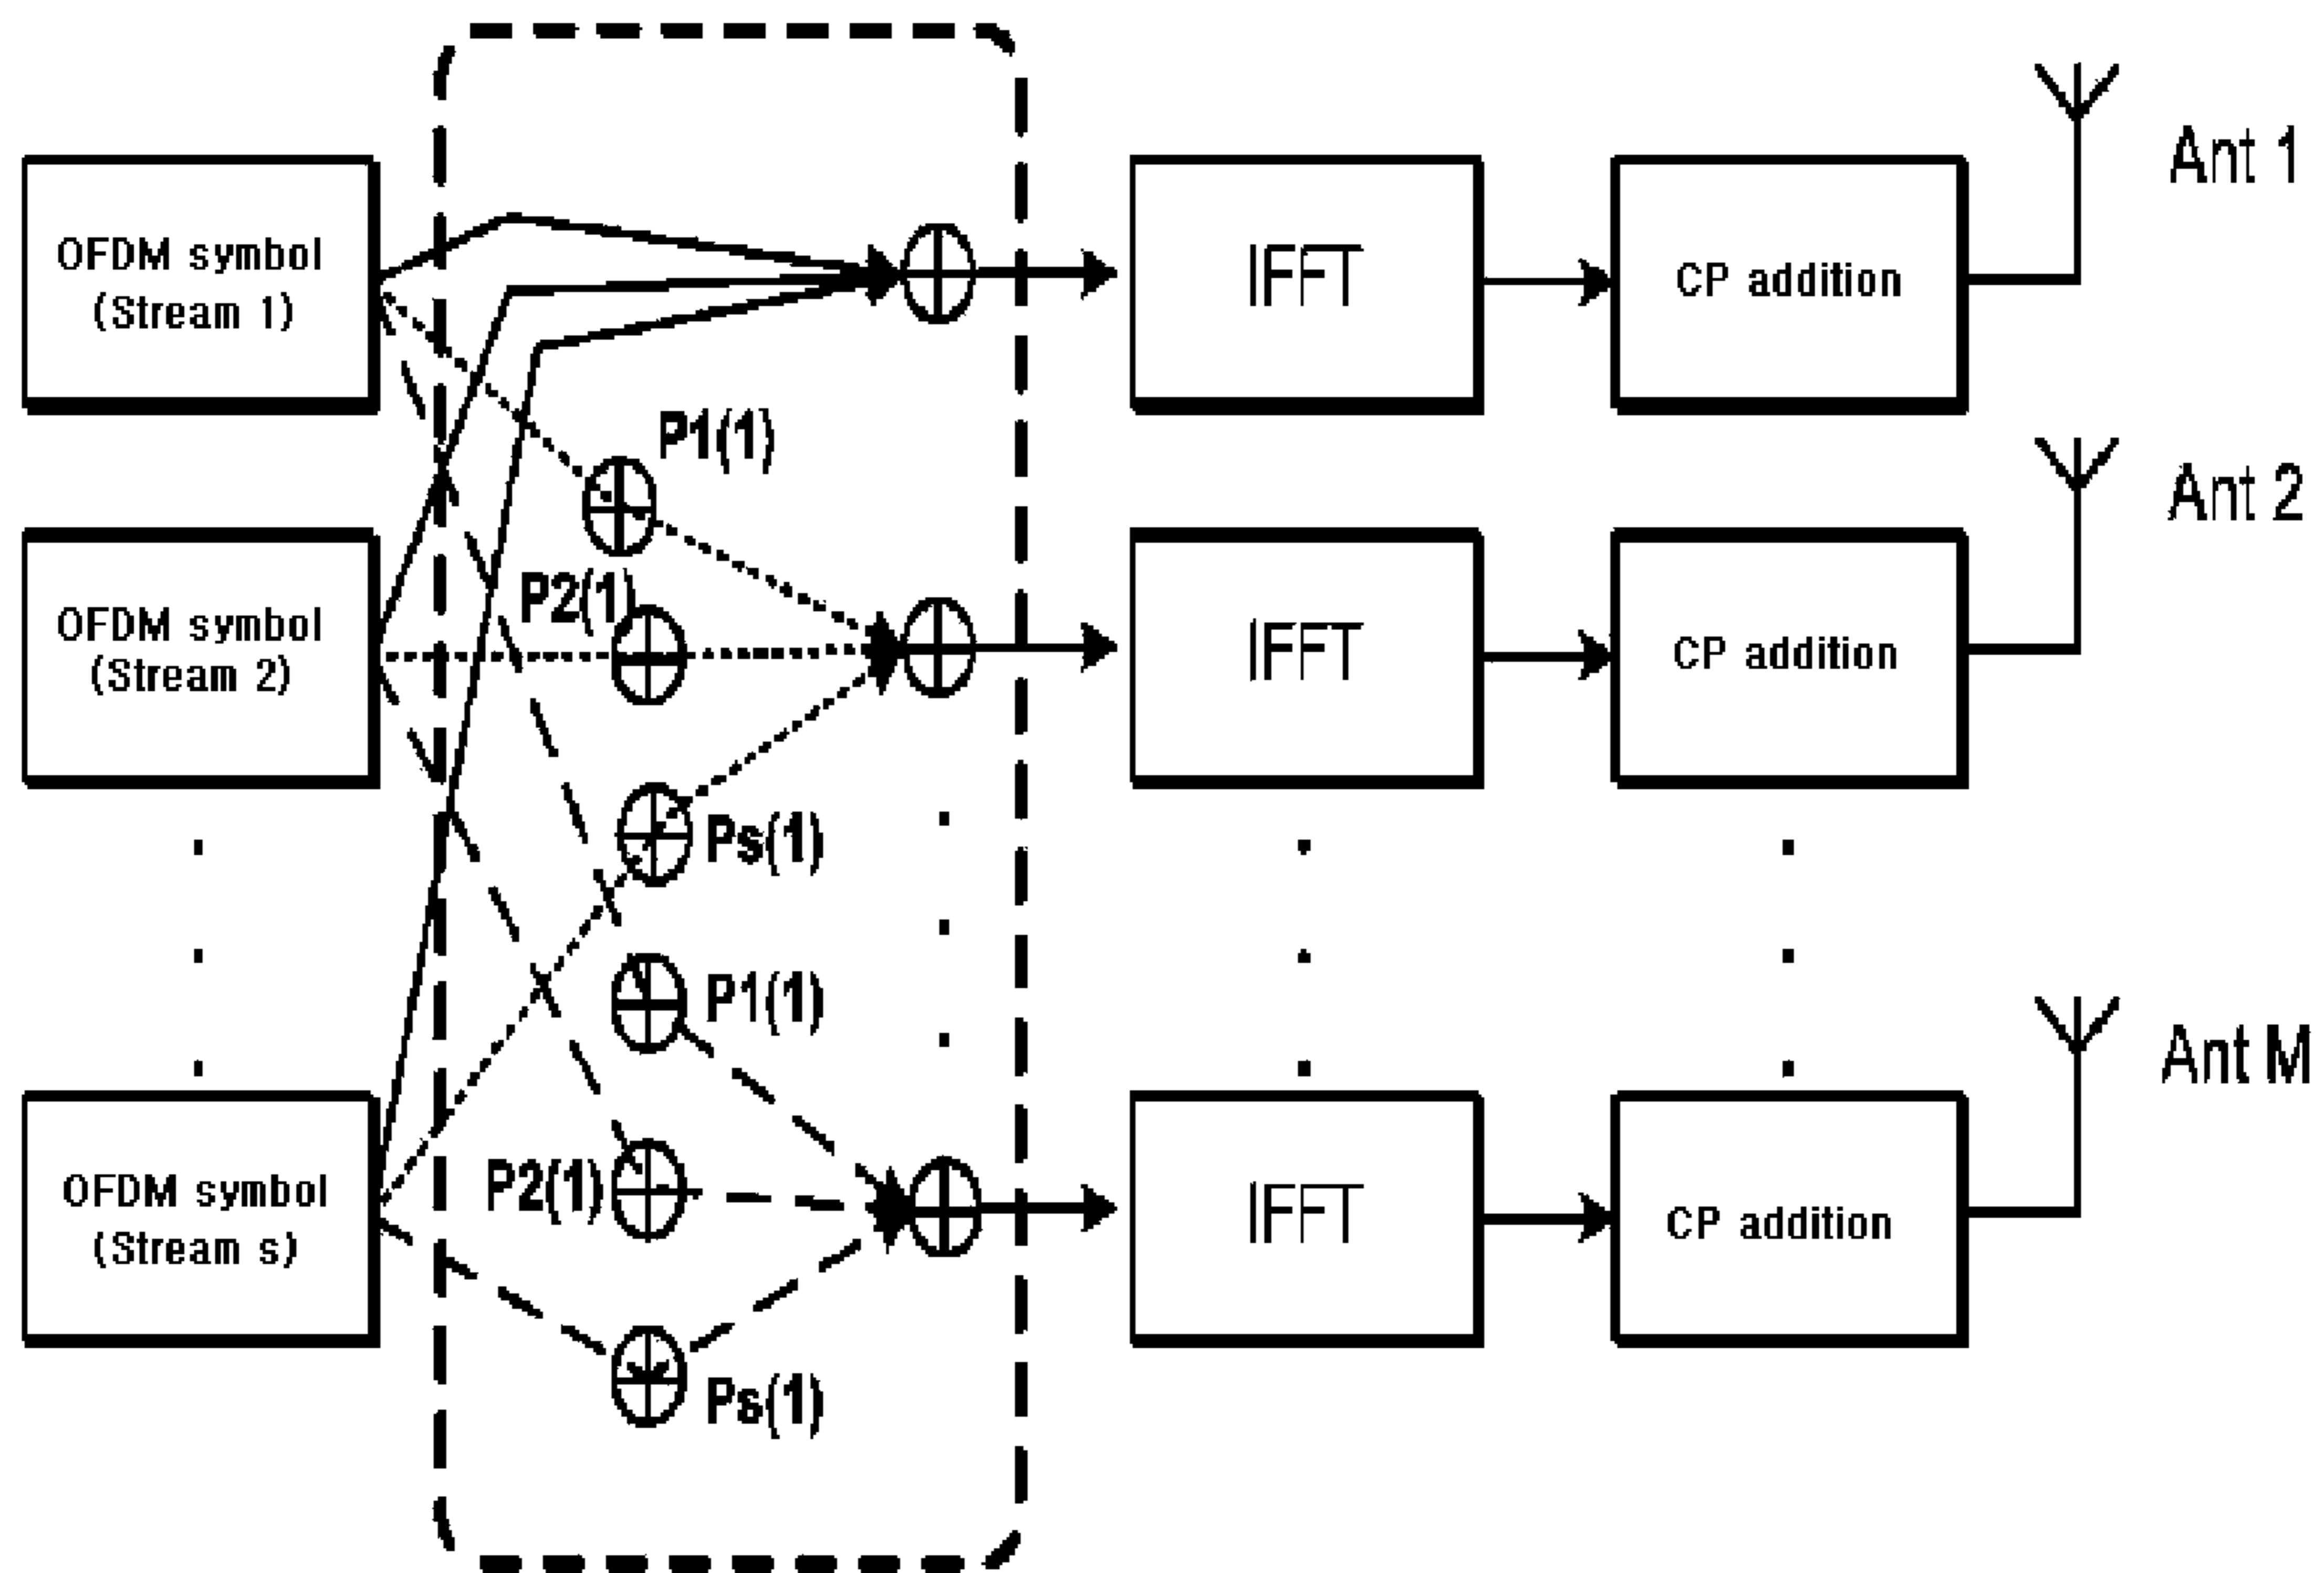 Ant 1
OFDM symbol
(Stream 1)
IFFT
CP addition
P1(1)
Ant 2
P2(1)
OFDM symbol
(Stream 2)
IFFT
CP addition
Ps(1)
P1(1)
Ant M
OFDM symbol
(Stream s)
P2(1)
IFFT
CP addition
Ps(1)